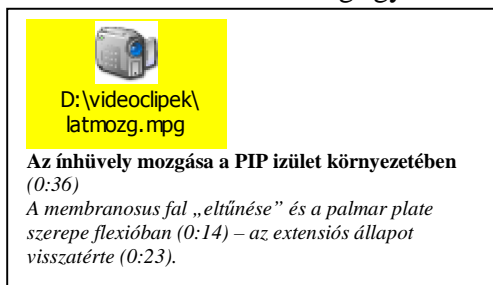 D:\videoclipek\
latmozg.mpg
Az ínhüvely mozgása a PIP izület környezetében
(0:36)
A membranosus fal „eltűnése” és a palmar plate
szerepe flexióban (0:14) – az extensiós állapot
visszatérte (0:23).